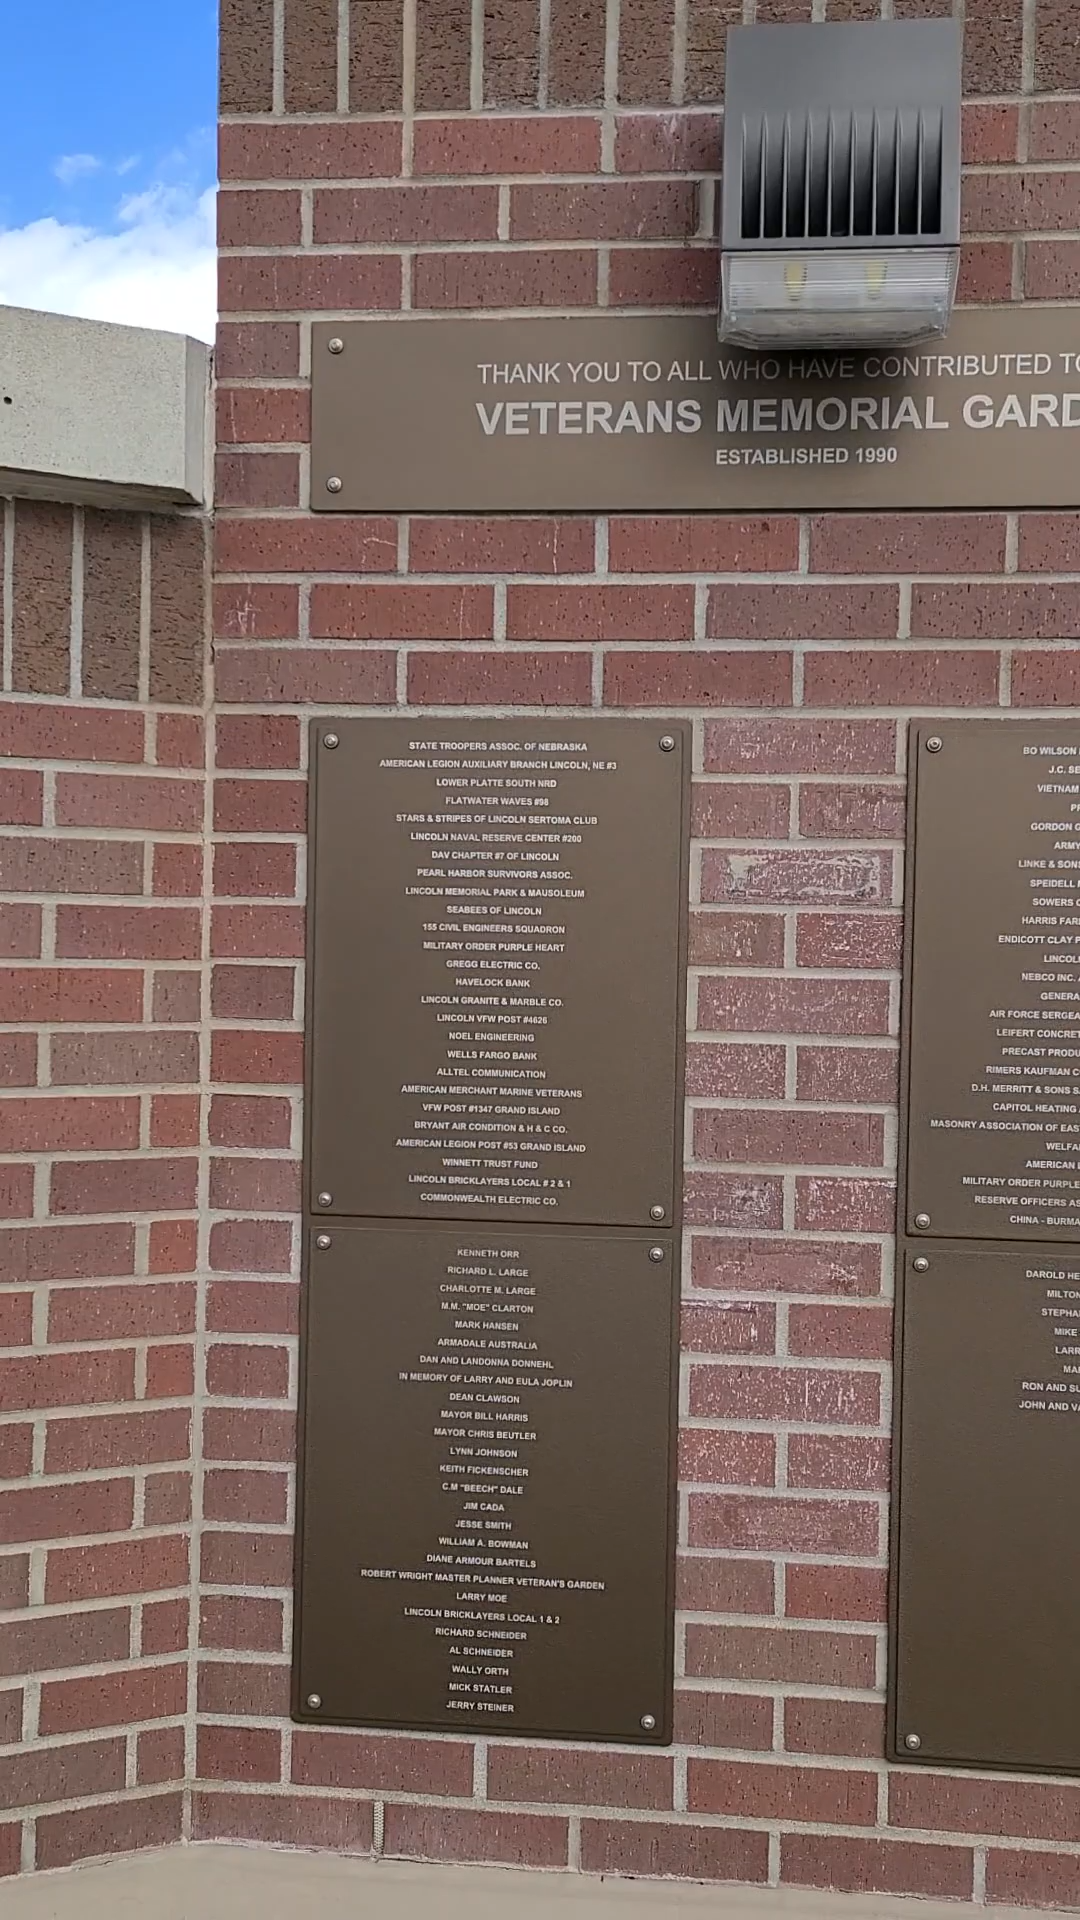 THANK YOU TO ALL WHO HAVE CONTRIBUTED TO
VETERANS MEMORIAL GARD
ESTABLISHED 1990
STATE TROOPERS ASSOC. OF NEBRASKA
AMERICAN LEGION AUXILIARY BRANCH LINCOLN, NE #3
LOWER PLATTE SOUTH NRD
FLATWATER WAVES #98
STARS & STRIPES OF LINCOLN SERTOMA CLUB
LINCOLN NAVAL RESERVE CENTER #200
DAV CHAPTER #7 OF LINCOLN
PEARL HARBOR SURVIVORS ASSOC.
LINCOLN MEMORIAL PARK & MAUSOLEUM
SEABEES OF LINCOLN
155 CIVIL ENGINEERS SQUADRON
MILITARY ORDER PURPLE HEART
GREGG ELECTRIC CO.
HAVELOCK BANK
LINCOLN GRANITE & MARBLE CO.
LINCOLN VFW POST #4626
NOEL ENGINEERING
WELLS FARGO BANK
ALLTEL COMMUNICATION
AMERICAN MERCHANT MARINE VETERANS
VFW POST #1347 GRAND ISLAND
BRYANT AIR CONDITION & H & C CO.
AMERICAN LEGION POST #53 GRAND ISLAND
WINNETT TRUST FUND
LINCOLN BRICKLAYERS LOCAL # 2 & 1
COMMONWEALTH ELECTRIC CO.
KENNETH ORR
RICHARD L. LARGE
CHARLOTTE M. LARGE
M.M. "MOE" CLARTON
MARK HANSEN
ARMADALE AUSTRALIA
DAN AND LANDONNA DONNEHL
IN MEMORY OF LARRY AND EULA JOPLIN
DEAN CLAWSON
MAYOR BILL HARRIS
MAYOR CHRIS BEUTLER
LYNN JOHNSON
KEITH FICKENSCHER
C.M "BEECH" DALE
JIM CADA
JESSE SMITH
WILLIAM A. BOWMAN
DIANE ARMOUR BARTELS
ROBERT WRIGHT MASTER PLANNER VETERAN'S GARDEN
LARRY MOE
LINCOLN BRICKLAYERS LOCAL 1 & 2
RICHARD SCHNEIDER
AL SCHNEIDER
WALLY ORTH
MICK STATLER
JERRY STEINER
BO WILSON
J.C. SE
VIETNAM
PR
GORDON G
ARMY
LINKE & SONS
SPEIDELL
SOWERS C
HARRIS FAR
ENDICOTT CLAY P
LINCOL
NEBCO INC.
GENERA
AIR FORCE SERGEA
LEIFERT CONCRET
PRECAST PRODU
RIMERS KAUFMAN C
D.H. MERRITT & SONS S
CAPITOL HEATING
MASONRY ASSOCIATION OF EAS
WELFA
AMERICAN
MILITARY ORDER PURPLE
RESERVE OFFICERS AS
CHINA - BURMA
DAROLD HE
MILTON
STEPHA
MIKE
LARR
MA
RON AND SU
JOHN AND VA